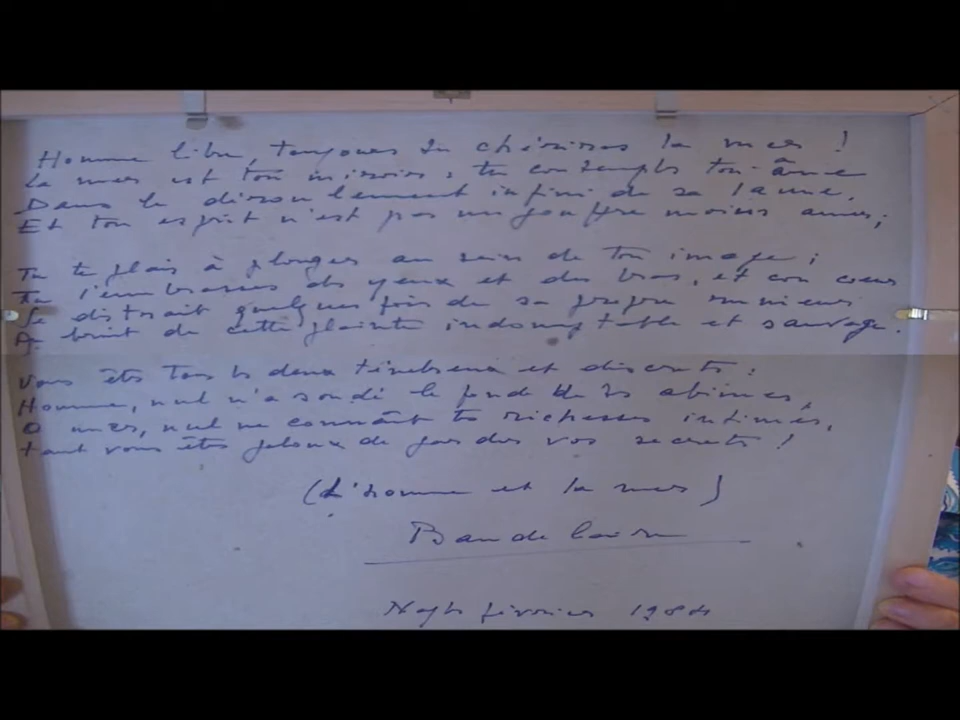 Homme libre, toujours tu chériras la mer !
La mer est ton miroir ; tu contemples ton âme
Dans le déroulement infini de sa lame,
Et ton esprit n'est pas un gouffre moins amer ;
Tu te plais à plonger au sein de ton image ;
Tu l'embrasses des yeux et des bras, et ton cœur
Se distrait quelques fois de sa propre rumeur
Au bruit de cette plainte indomptable et sauvage.
Vous êtes tous les deux ténébreux et discrets :
Homme, nul n'a sondé le fond de tes abîmes,
O mer, nul ne connaît tes richesses intimes,
tant vous êtes jaloux de garder vos secrets !
(L'homme et la mer)
Baudelaire
février 1984